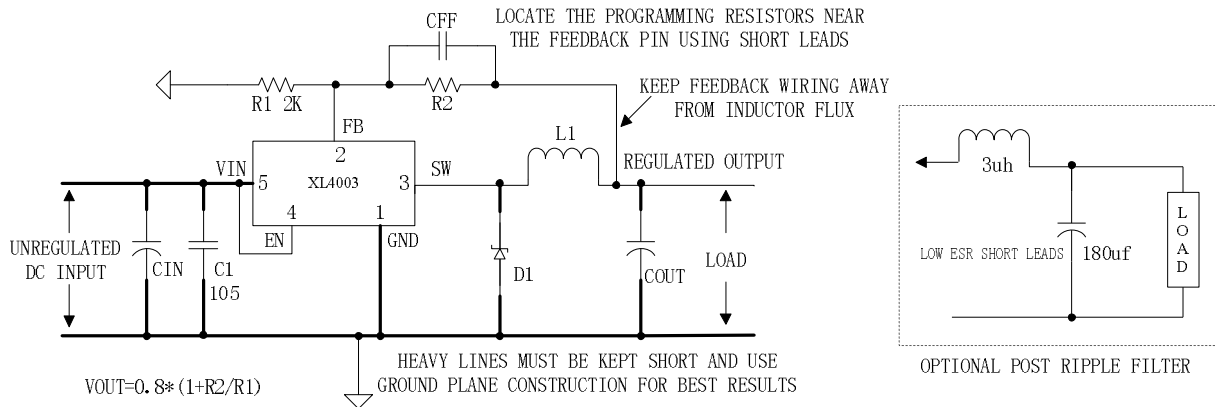 LOCATE THE PROGRAMMING RESISTORS NEAR
THE FEEDBACK PIN USING SHORT LEADS
CFF
R1 2K
R2
KEEP FEEDBACK WIRING AWAY
FROM INDUCTOR FLUX
FB
L1
VIN
2
SW
REGULATED OUTPUT
5
XL4003
3
4
1
EN
GND
UNREGULATED
DC INPUT
CIN
C1
105
D1
COUT
LOAD
HEAVY LINES MUST BE KEPT SHORT AND USE
GROUND PLANE CONSTRUCTION FOR BEST RESULTS
VOUT=0.8*(1+R2/R1)
3uh
LOW ESR SHORT LEADS
180uf
LOAD
OPTIONAL POST RIPPLE FILTER